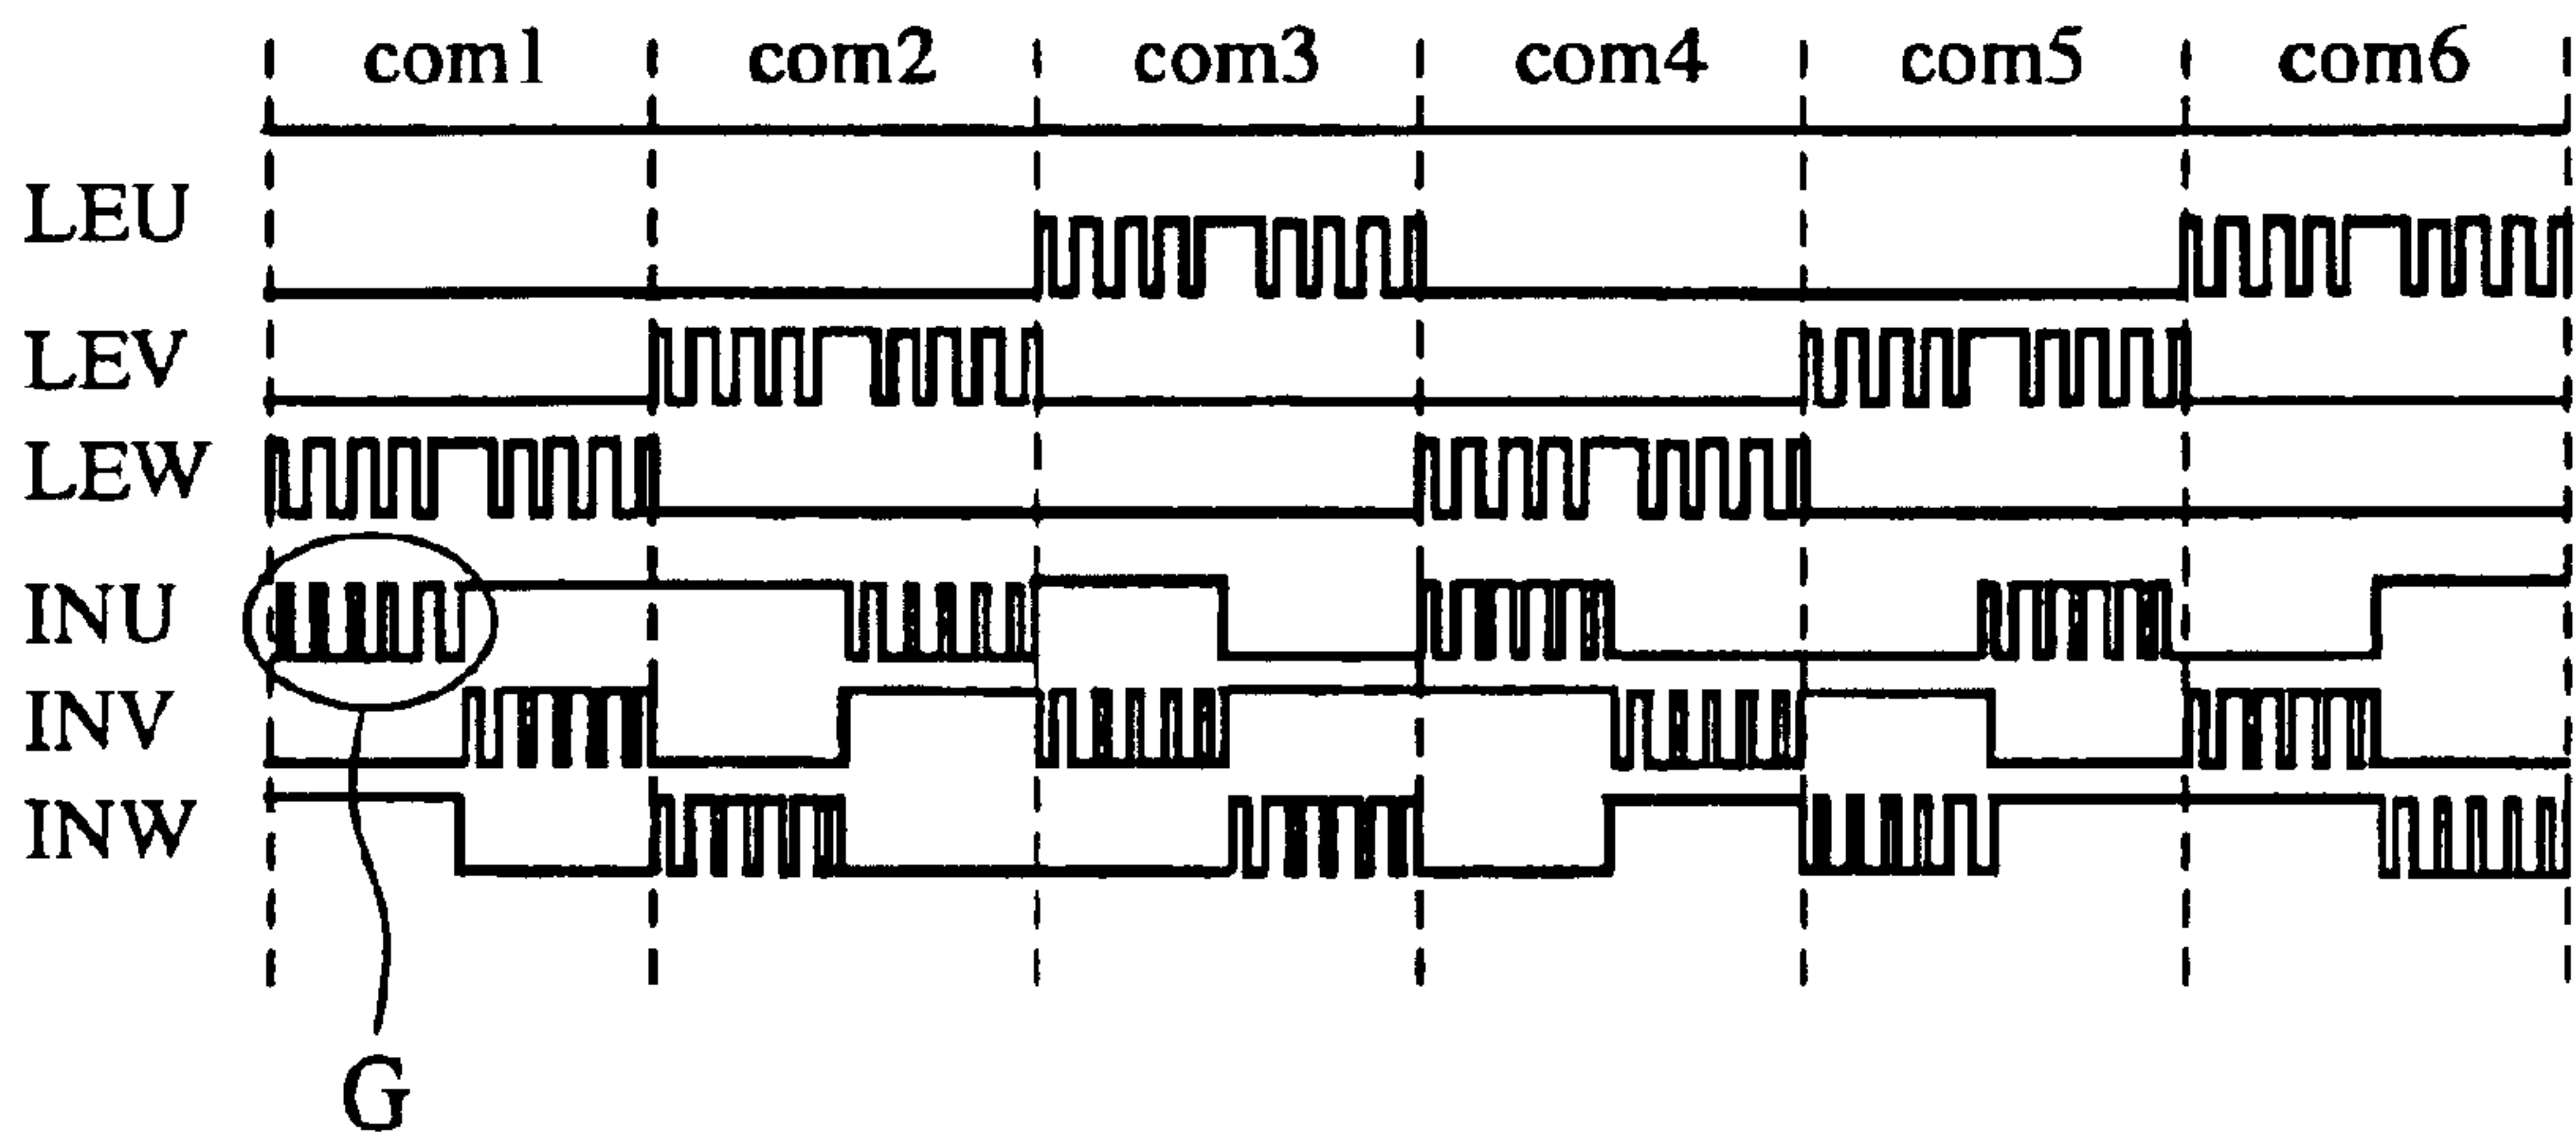 com1 com2 com3 com4 com5 com6
LEU
LEV
LEW
INU
INV
INW
G